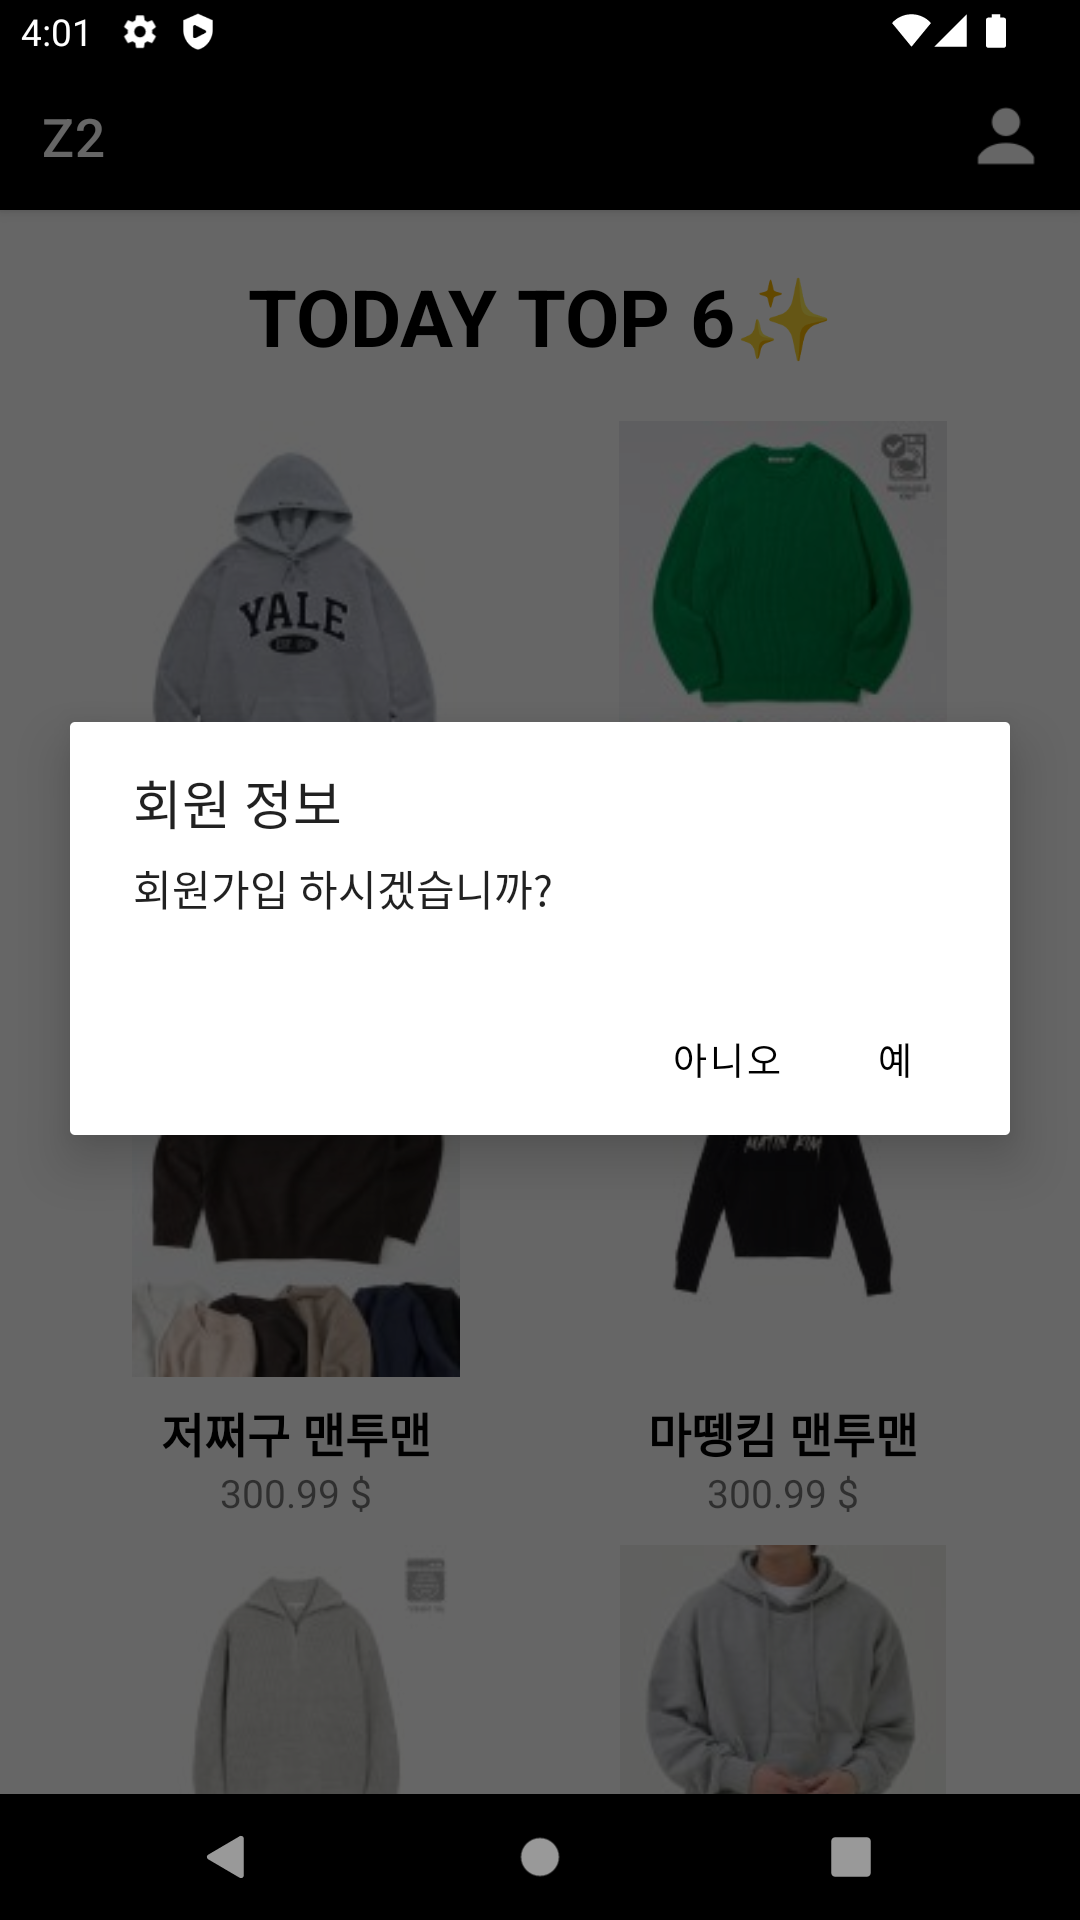 4:01
Z2
TODAY TOP 6✨
YALE
회원 정보
회원가입 하시겠습니까?
아니오 예
MATIN KIM
저쩌구 맨투맨 마뗑킴 맨투맨
300.99 $ 300.99 $